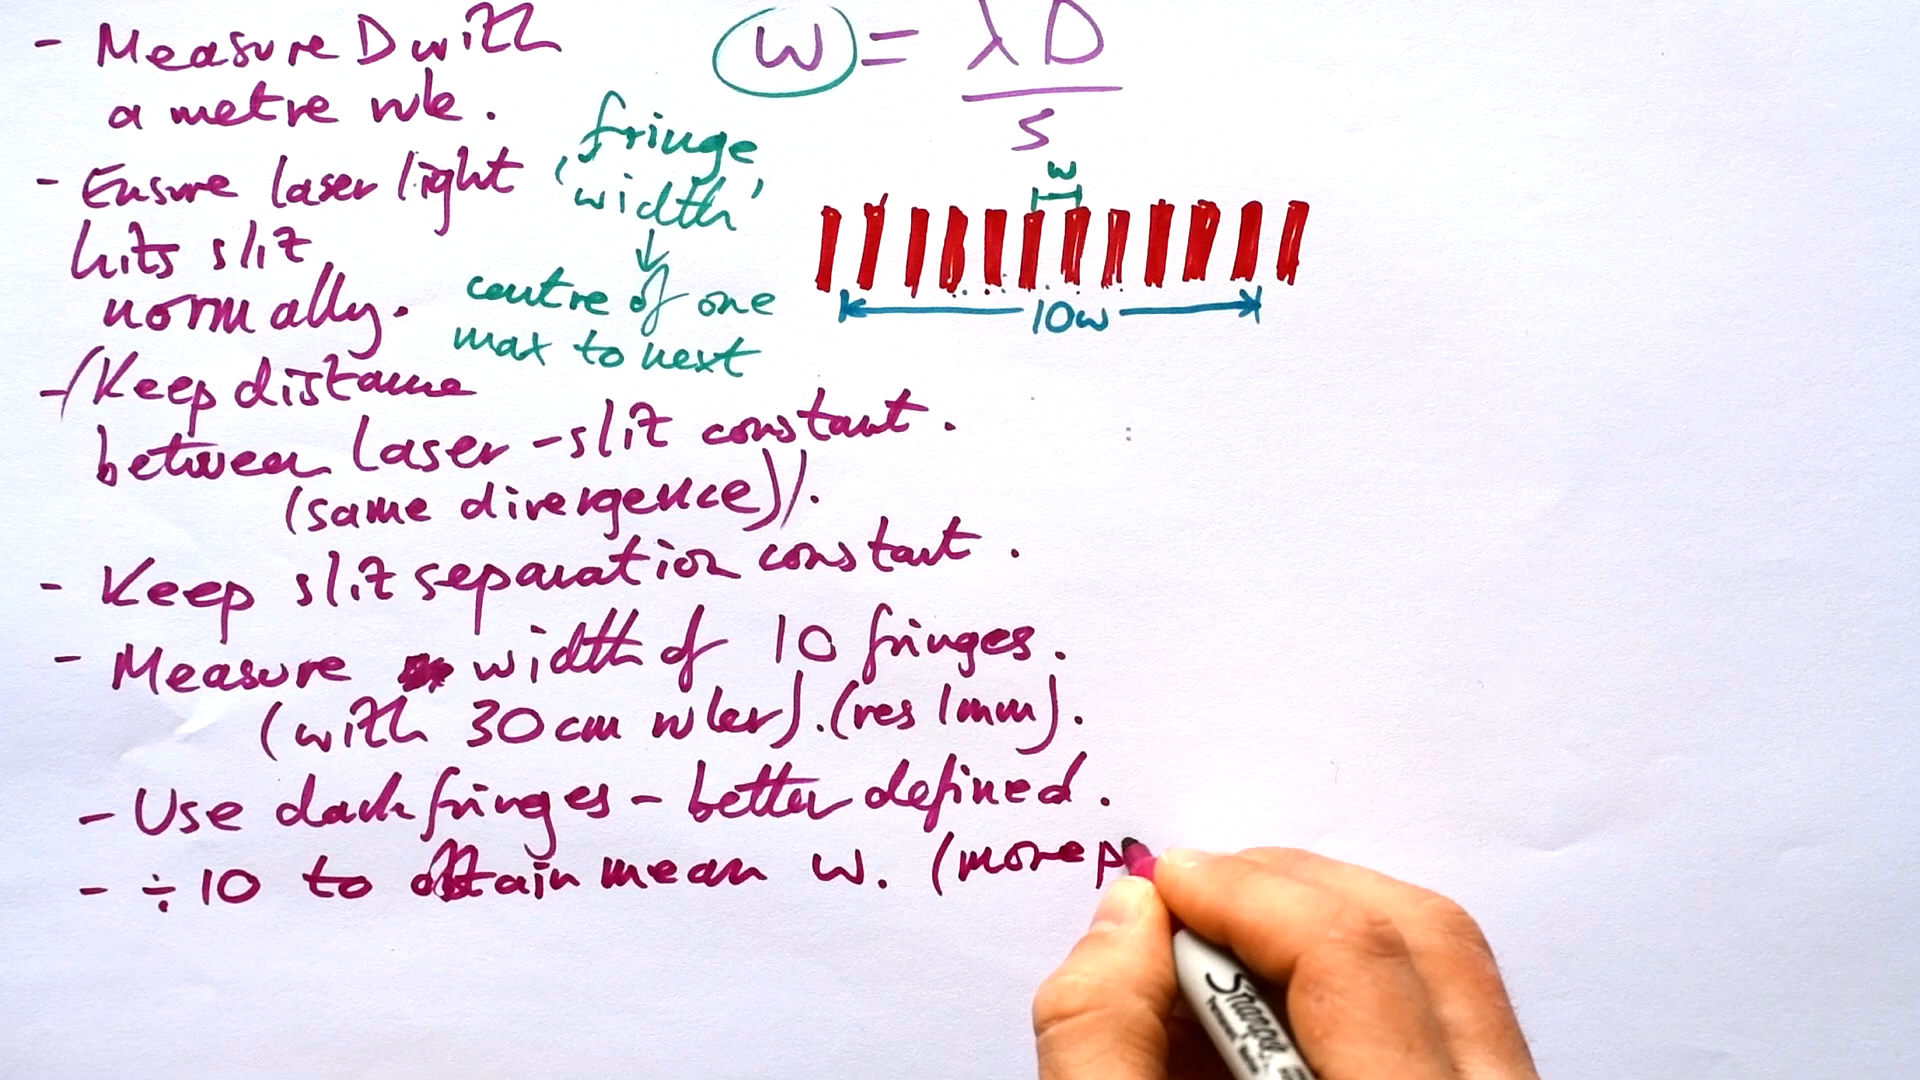 - Measure D with
a metre rule.
- Ensure laser light
hits slit
normally.
- (Keep distance
between laser - slit constant.
(same divergence)).
- Keep slit separation constant.
- Measure width of 10 fringes.
(with 30cm ruler). (res 1mm).
- Use dark fringes - better defined.
- ÷ 10 to obtain mean w. (more p
w = λD
s
'fringe
width'
↓
centre of one
max to next
w
10w
Sharpie